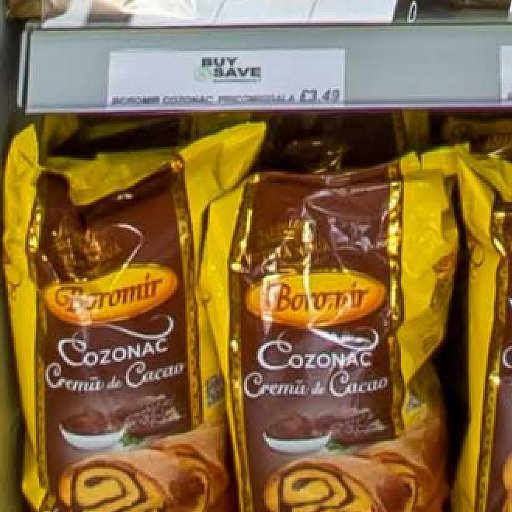 BUY
& SAVE
BOROMIR COZONAC £3.49
Boromir
COZONAC
Cremă de Cacao
Boromir
COZONAC
Cremă de Cacao